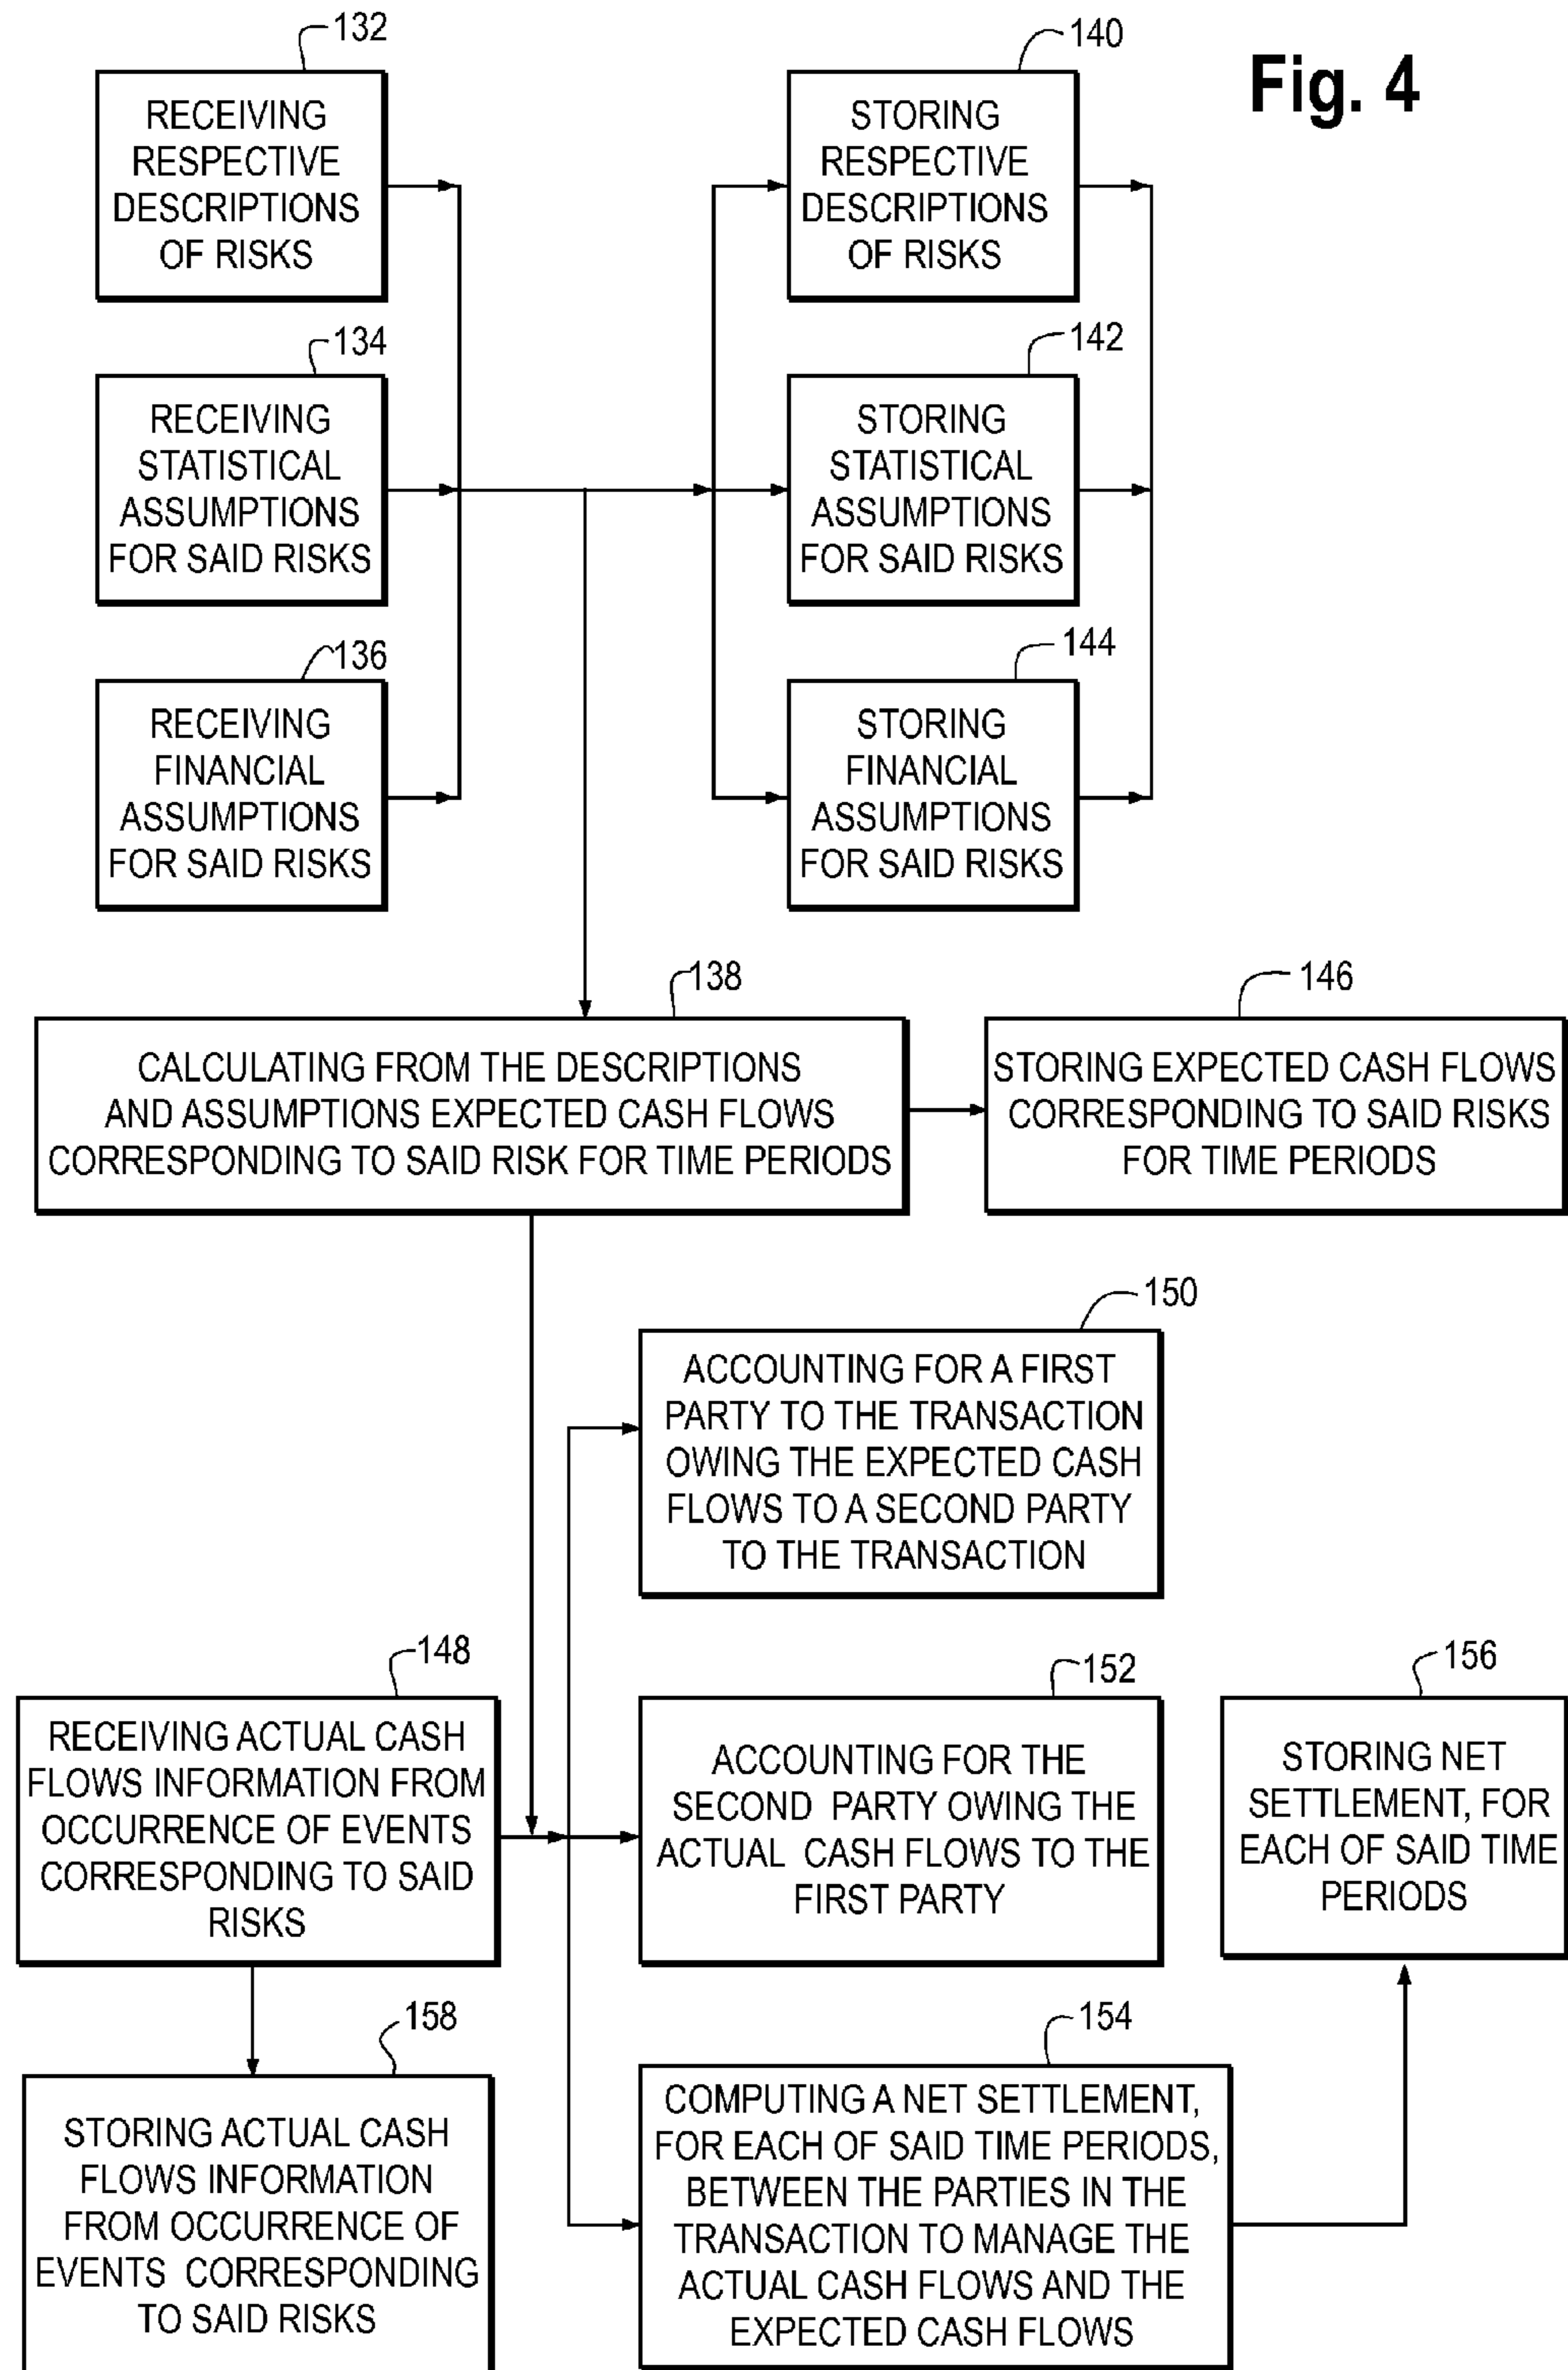 Fig. 4
132
RECEIVING
RESPECTIVE
DESCRIPTIONS
OF RISKS
140
STORING
RESPECTIVE
DESCRIPTIONS
OF RISKS
134
RECEIVING
STATISTICAL
ASSUMPTIONS
FOR SAID RISKS
142
STORING
STATISTICAL
ASSUMPTIONS
FOR SAID RISKS
136
RECEIVING
FINANCIAL
ASSUMPTIONS
FOR SAID RISKS
144
STORING
FINANCIAL
ASSUMPTIONS
FOR SAID RISKS
138
CALCULATING FROM THE DESCRIPTIONS
AND ASSUMPTIONS EXPECTED CASH FLOWS
CORRESPONDING TO SAID RISK FOR TIME PERIODS
146
STORING EXPECTED CASH FLOWS
CORRESPONDING TO SAID RISKS
FOR TIME PERIODS
150
ACCOUNTING FOR A FIRST
PARTY TO THE TRANSACTION
OWING THE EXPECTED CASH
FLOWS TO A SECOND PARTY
TO THE TRANSACTION
148
RECEIVING ACTUAL CASH
FLOWS INFORMATION FROM
OCCURRENCE OF EVENTS
CORRESPONDING TO SAID
RISKS
152
ACCOUNTING FOR THE
SECOND PARTY OWING THE
ACTUAL CASH FLOWS TO THE
FIRST PARTY
156
STORING NET
SETTLEMENT, FOR
EACH OF SAID TIME
PERIODS
158
STORING ACTUAL CASH
FLOWS INFORMATION
FROM OCCURRENCE OF
EVENTS CORRESPONDING
TO SAID RISKS
154
COMPUTING A NET SETTLEMENT,
FOR EACH OF SAID TIME PERIODS,
BETWEEN THE PARTIES IN THE
TRANSACTION TO MANAGE THE
ACTUAL CASH FLOWS AND THE
EXPECTED CASH FLOWS